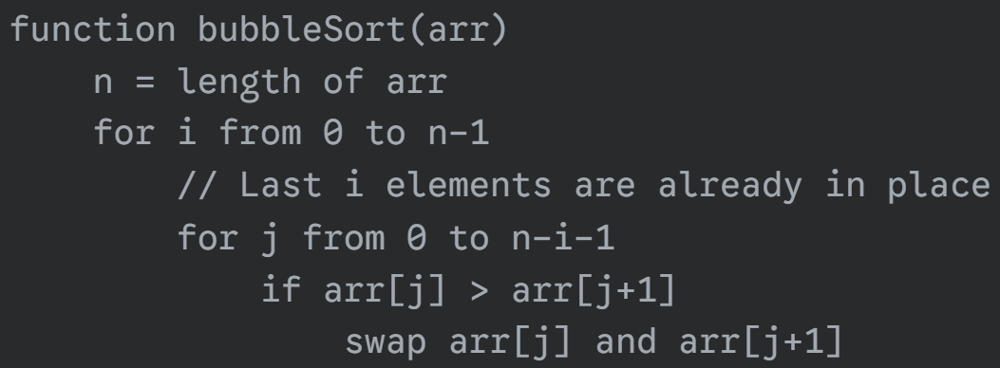 function bubbleSort(arr)
    n = length of arr
    for i from 0 to n-1
        // Last i elements are already in place
        for j from 0 to n-i-1
            if arr[j] > arr[j+1]
                swap arr[j] and arr[j+1]